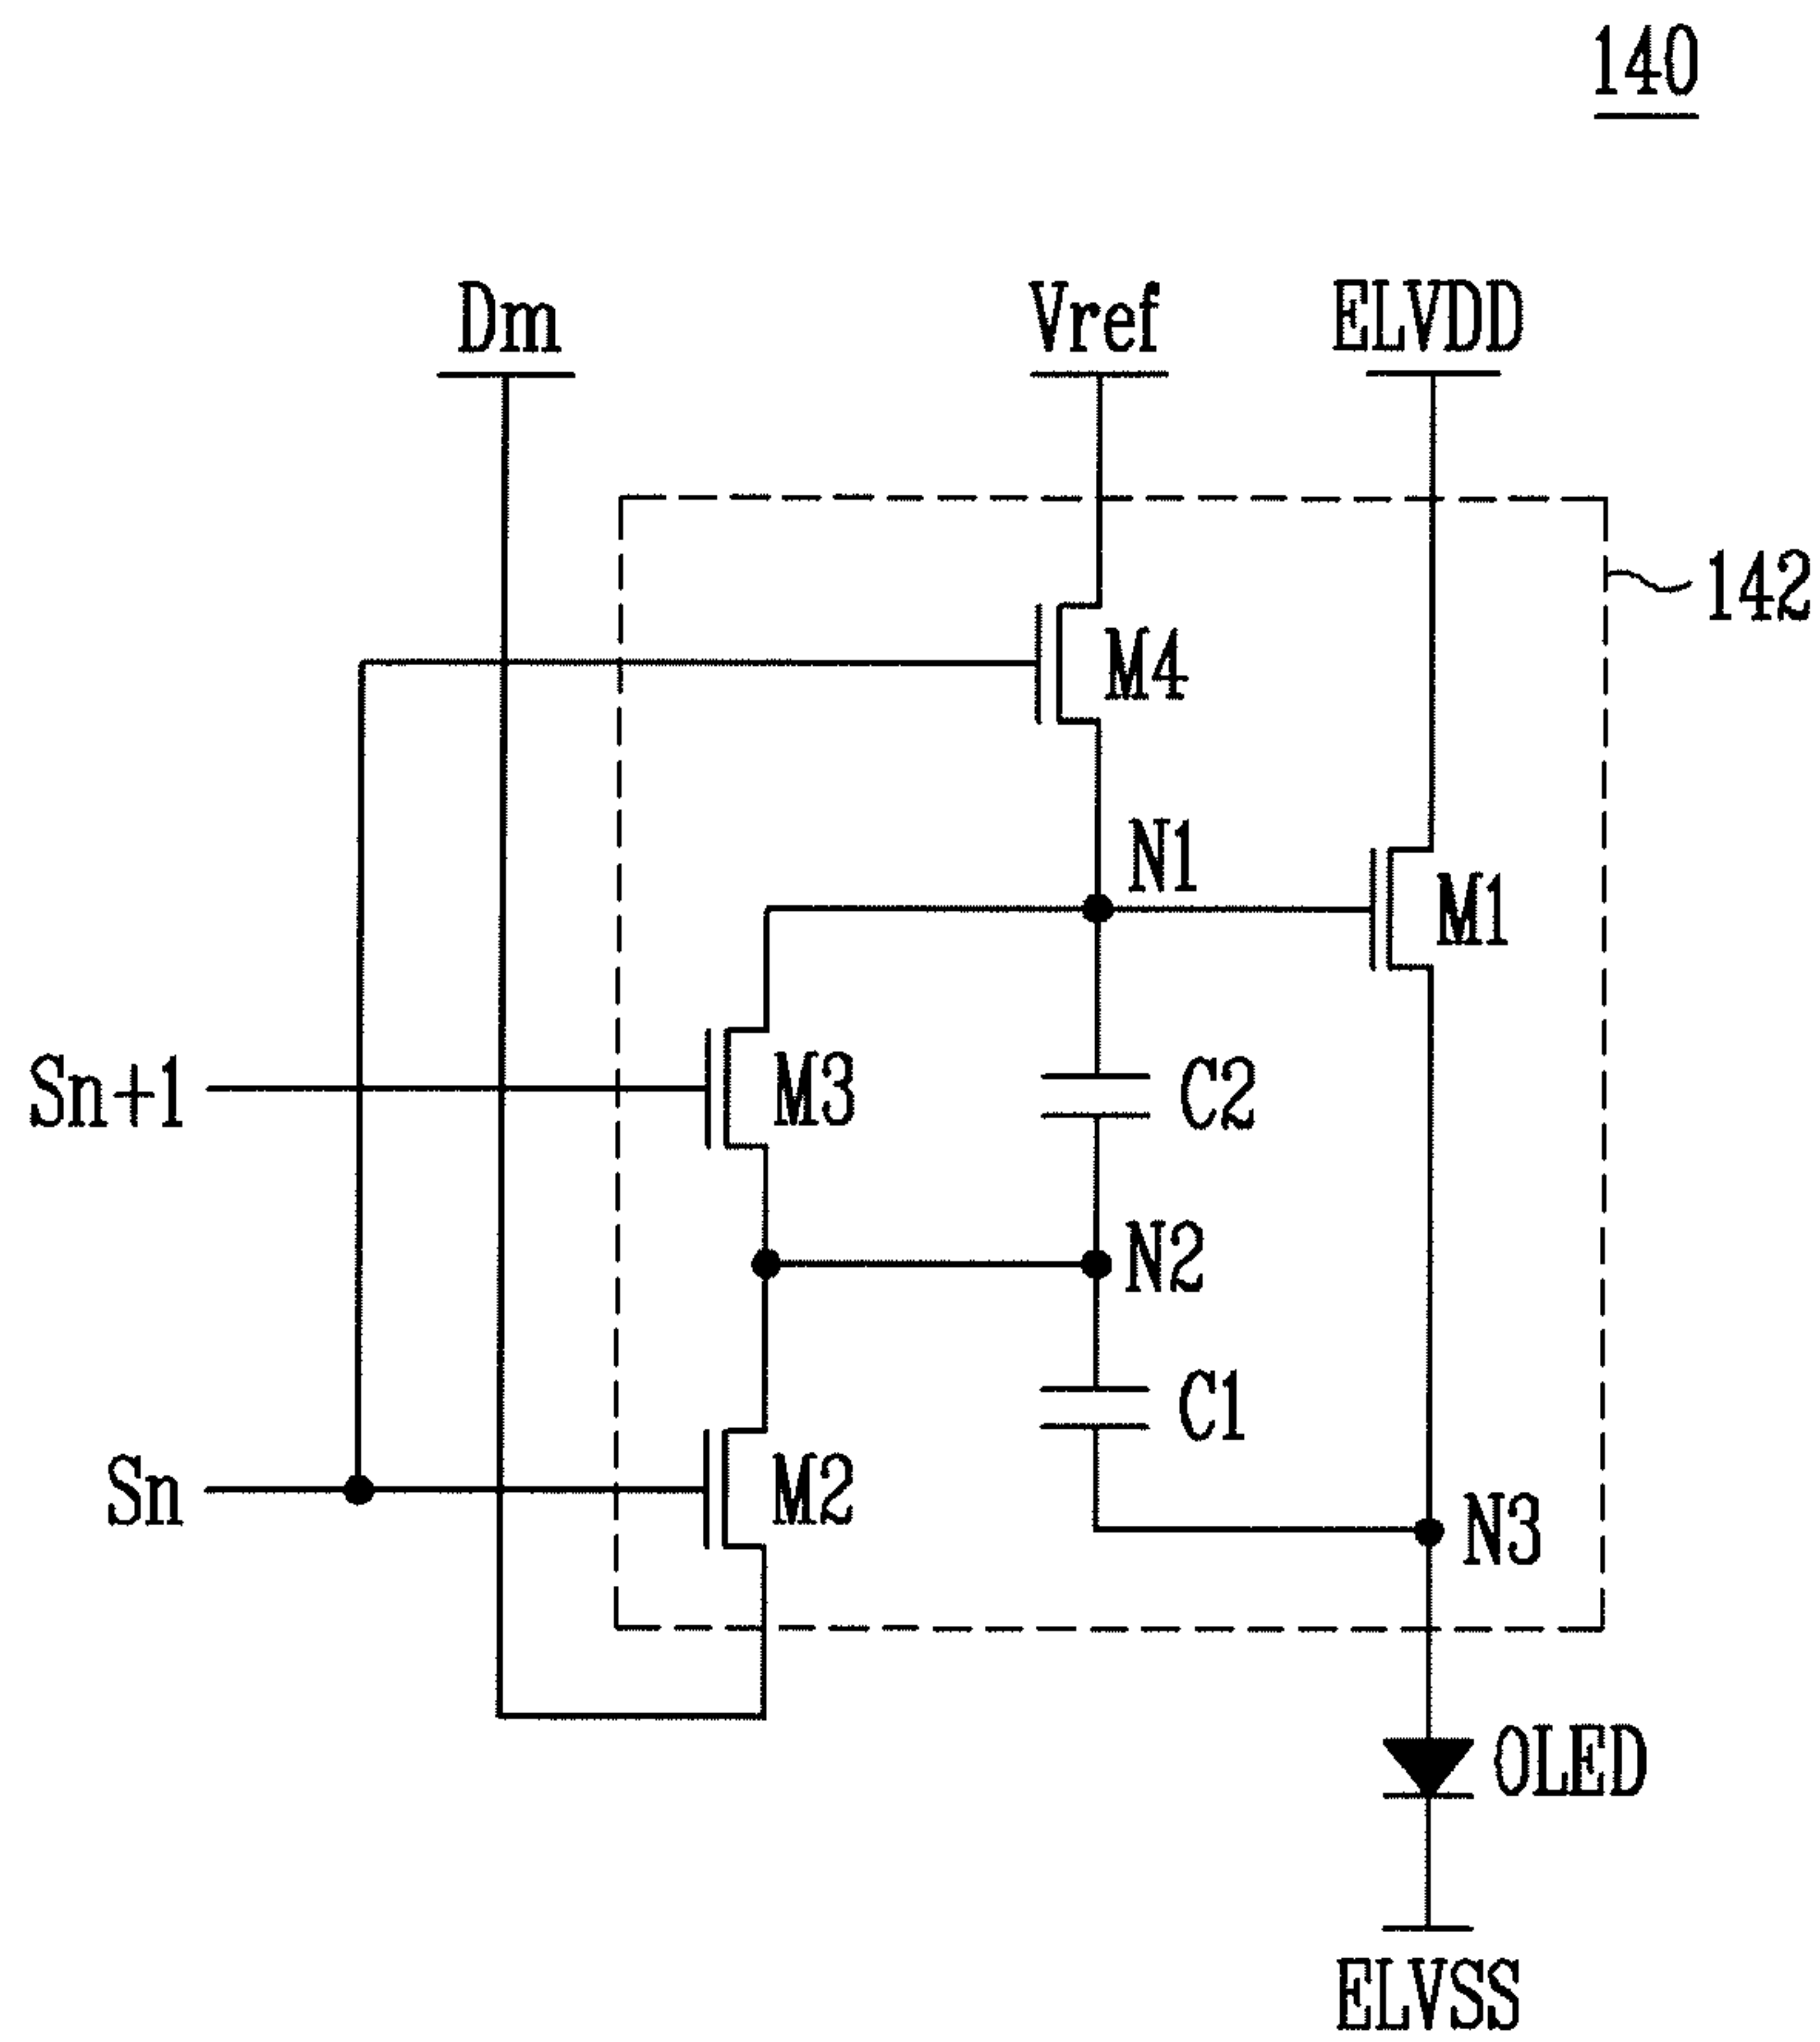 140
Dm
Vref
ELVDD
142
M4
N1
M1
Sn+1
M3
C2
N2
C1
Sn
M2
N3
OLED
ELVSS